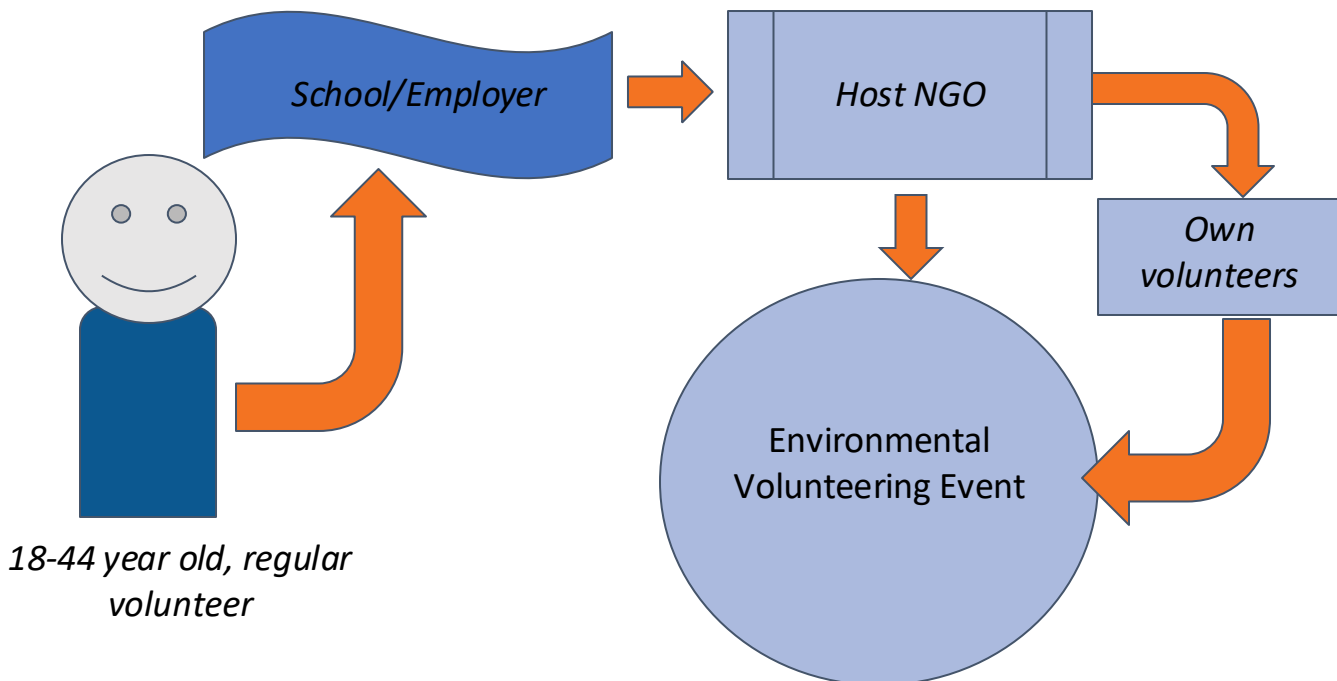 School/Employer
Host NGO
Own
volunteers
Environmental
Volunteering Event
18-44 year old, regular
volunteer